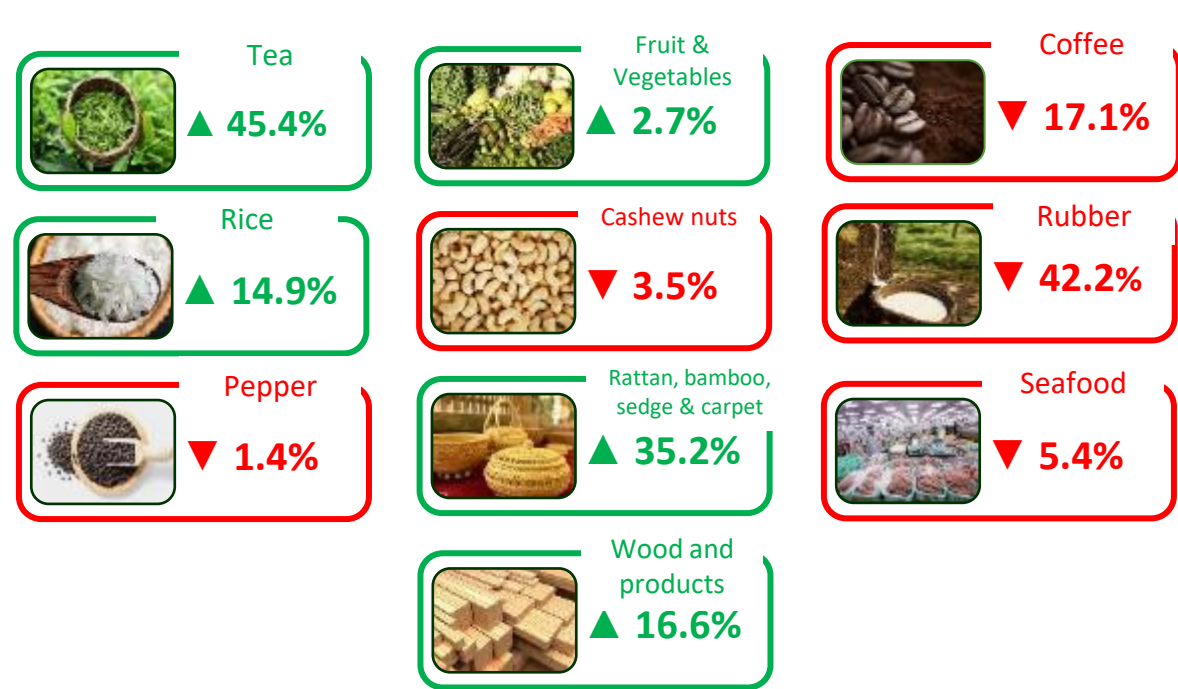 Tea
▲ 45.4%
Fruit &
Vegetables
▲ 2.7%
Coffee
▼ 17.1%
Rice
▲ 14.9%
Cashew nuts
▼ 3.5%
Rubber
▼ 42.2%
Pepper
▼ 1.4%
Rattan, bamboo,
sedge & carpet
▲ 35.2%
Seafood
▼ 5.4%
Wood and
products
▲ 16.6%